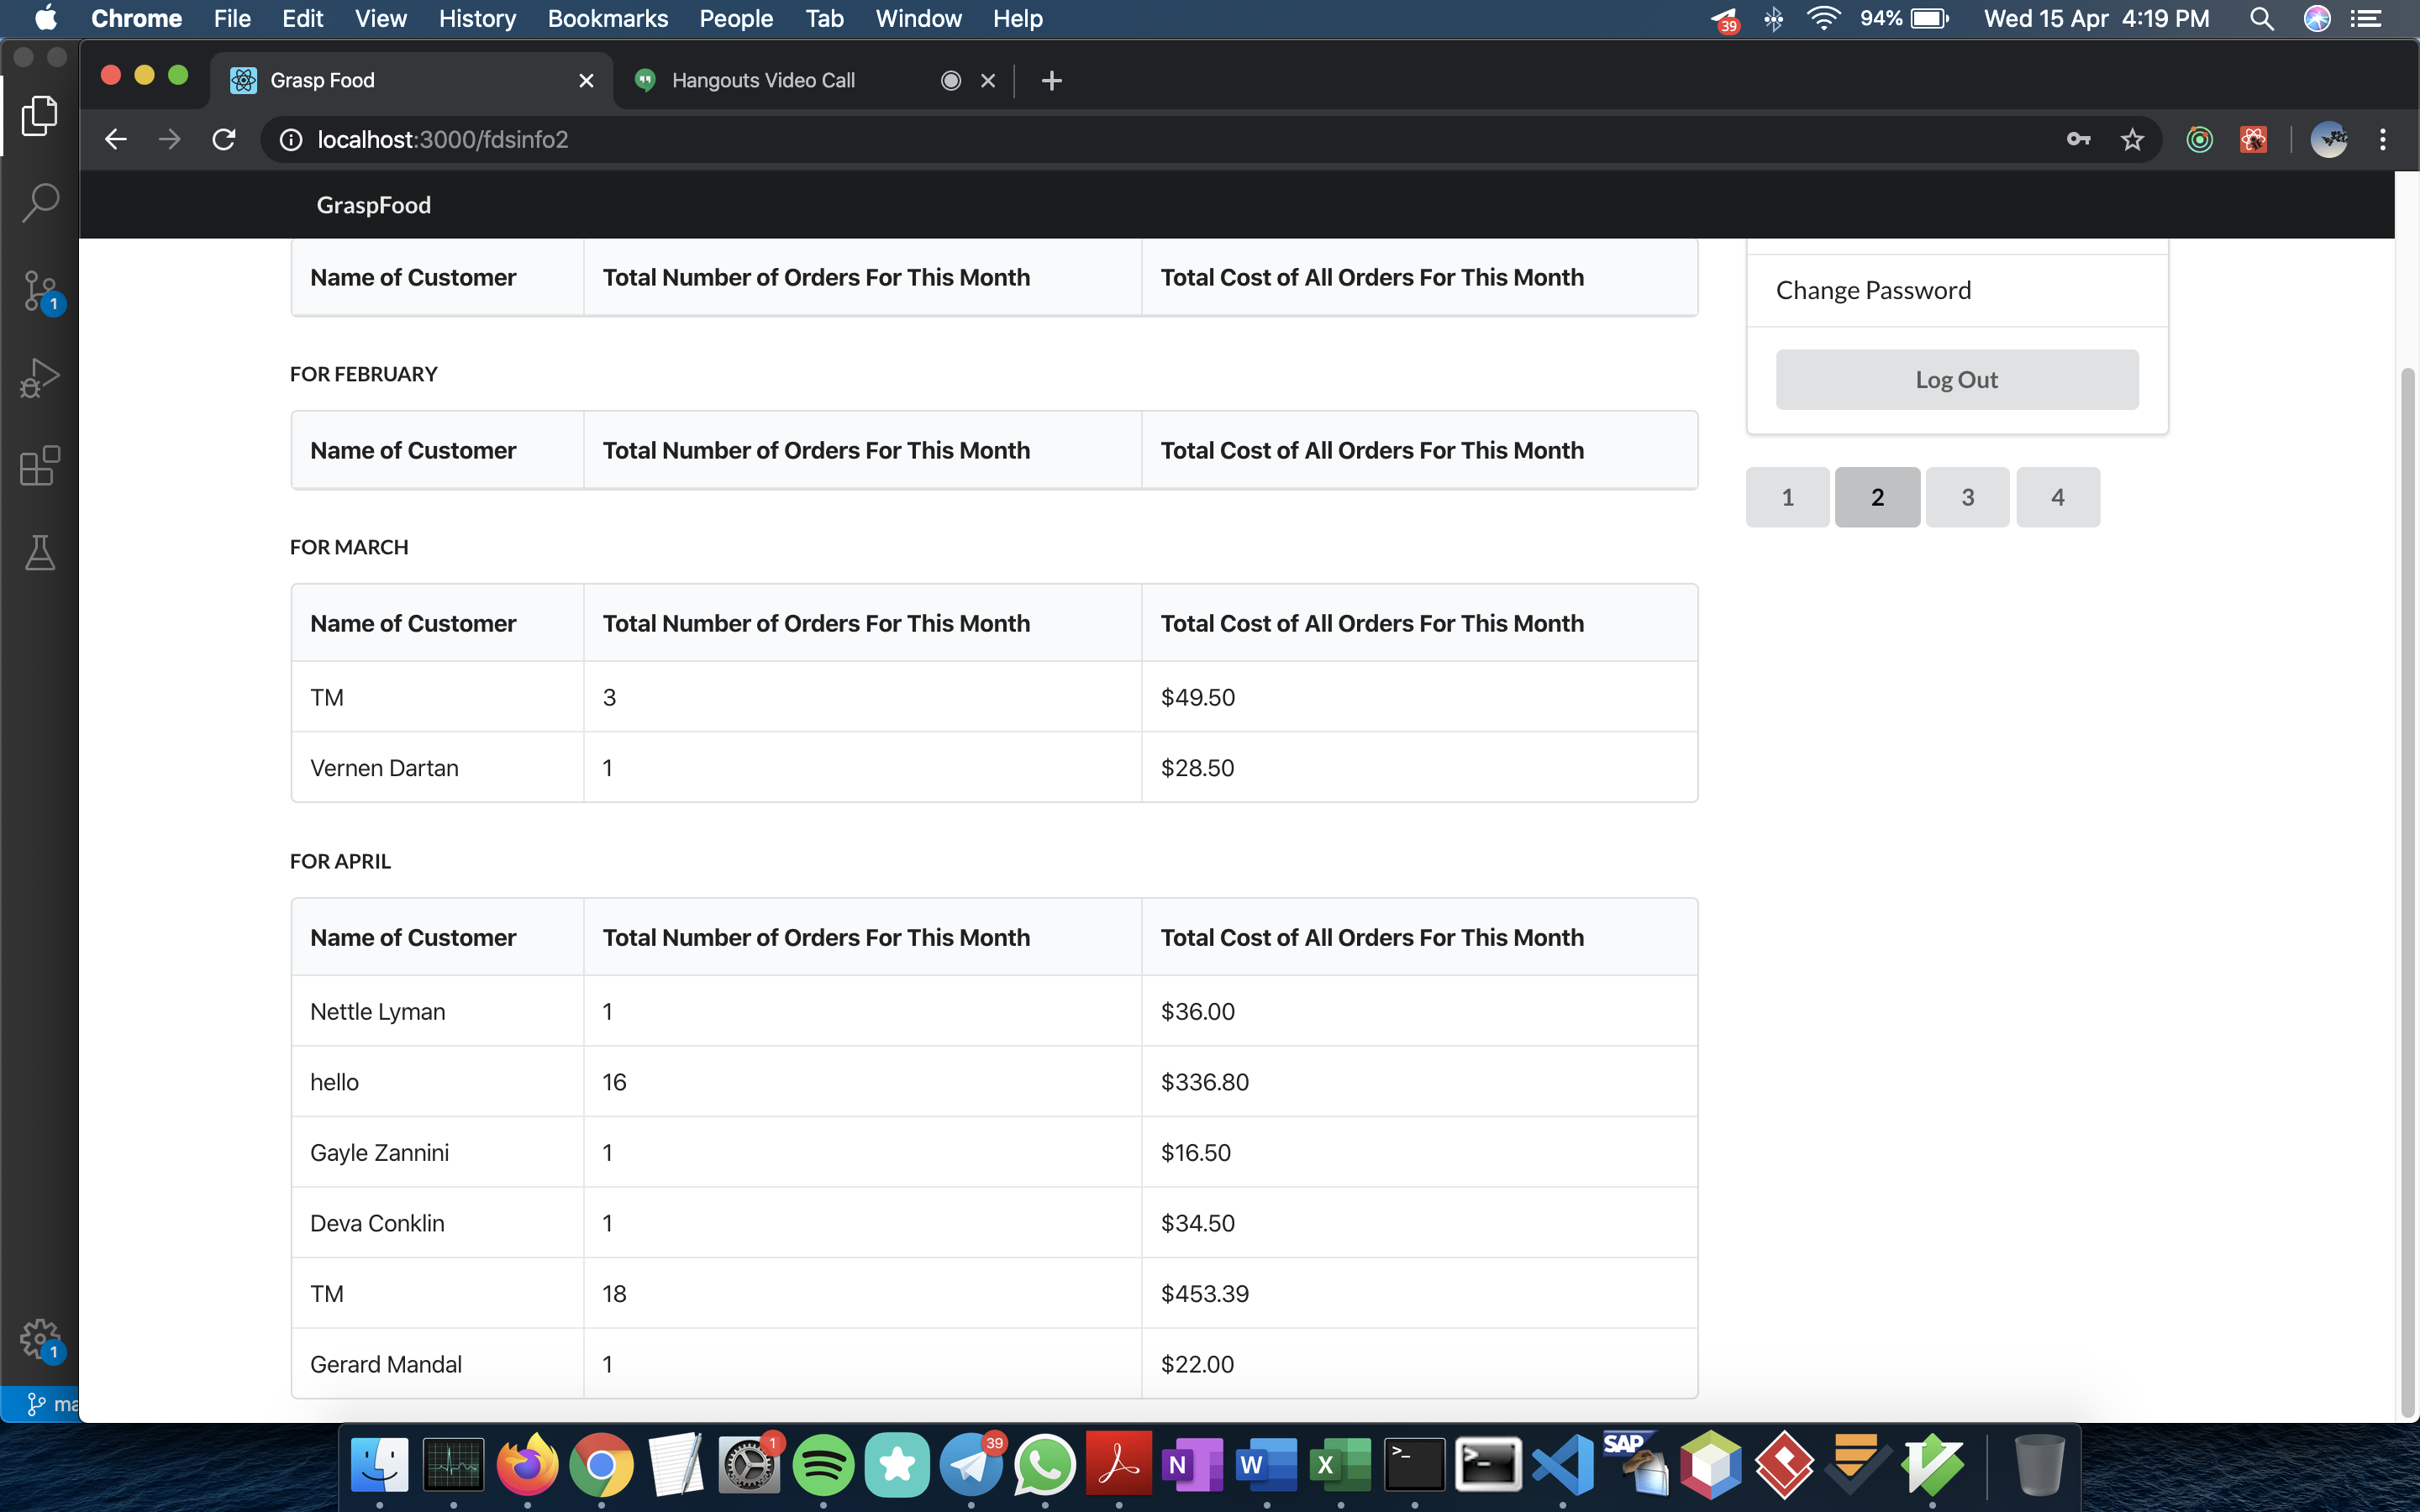 Chrome File Edit View History Bookmarks People Tab Window Help 39 94% Wed 15 Apr 4:19 PM
Grasp Food Hangouts Video Call
localhost:3000/fdsinfo2
GraspFood
Name of Customer Total Number of Orders For This Month Total Cost of All Orders For This Month
Change Password
Log Out
1 2 3 4
FOR FEBRUARY
Name of Customer Total Number of Orders For This Month Total Cost of All Orders For This Month
FOR MARCH
Name of Customer Total Number of Orders For This Month Total Cost of All Orders For This Month
TM 3 $49.50
Vernen Dartan 1 $28.50
FOR APRIL
Name of Customer Total Number of Orders For This Month Total Cost of All Orders For This Month
Nettle Lyman 1 $36.00
hello 16 $336.80
Gayle Zannini 1 $16.50
Deva Conklin 1 $34.50
TM 18 $453.39
Gerard Mandal 1 $22.00
1
1
ma
1 39 N W X >_ >_ SAP